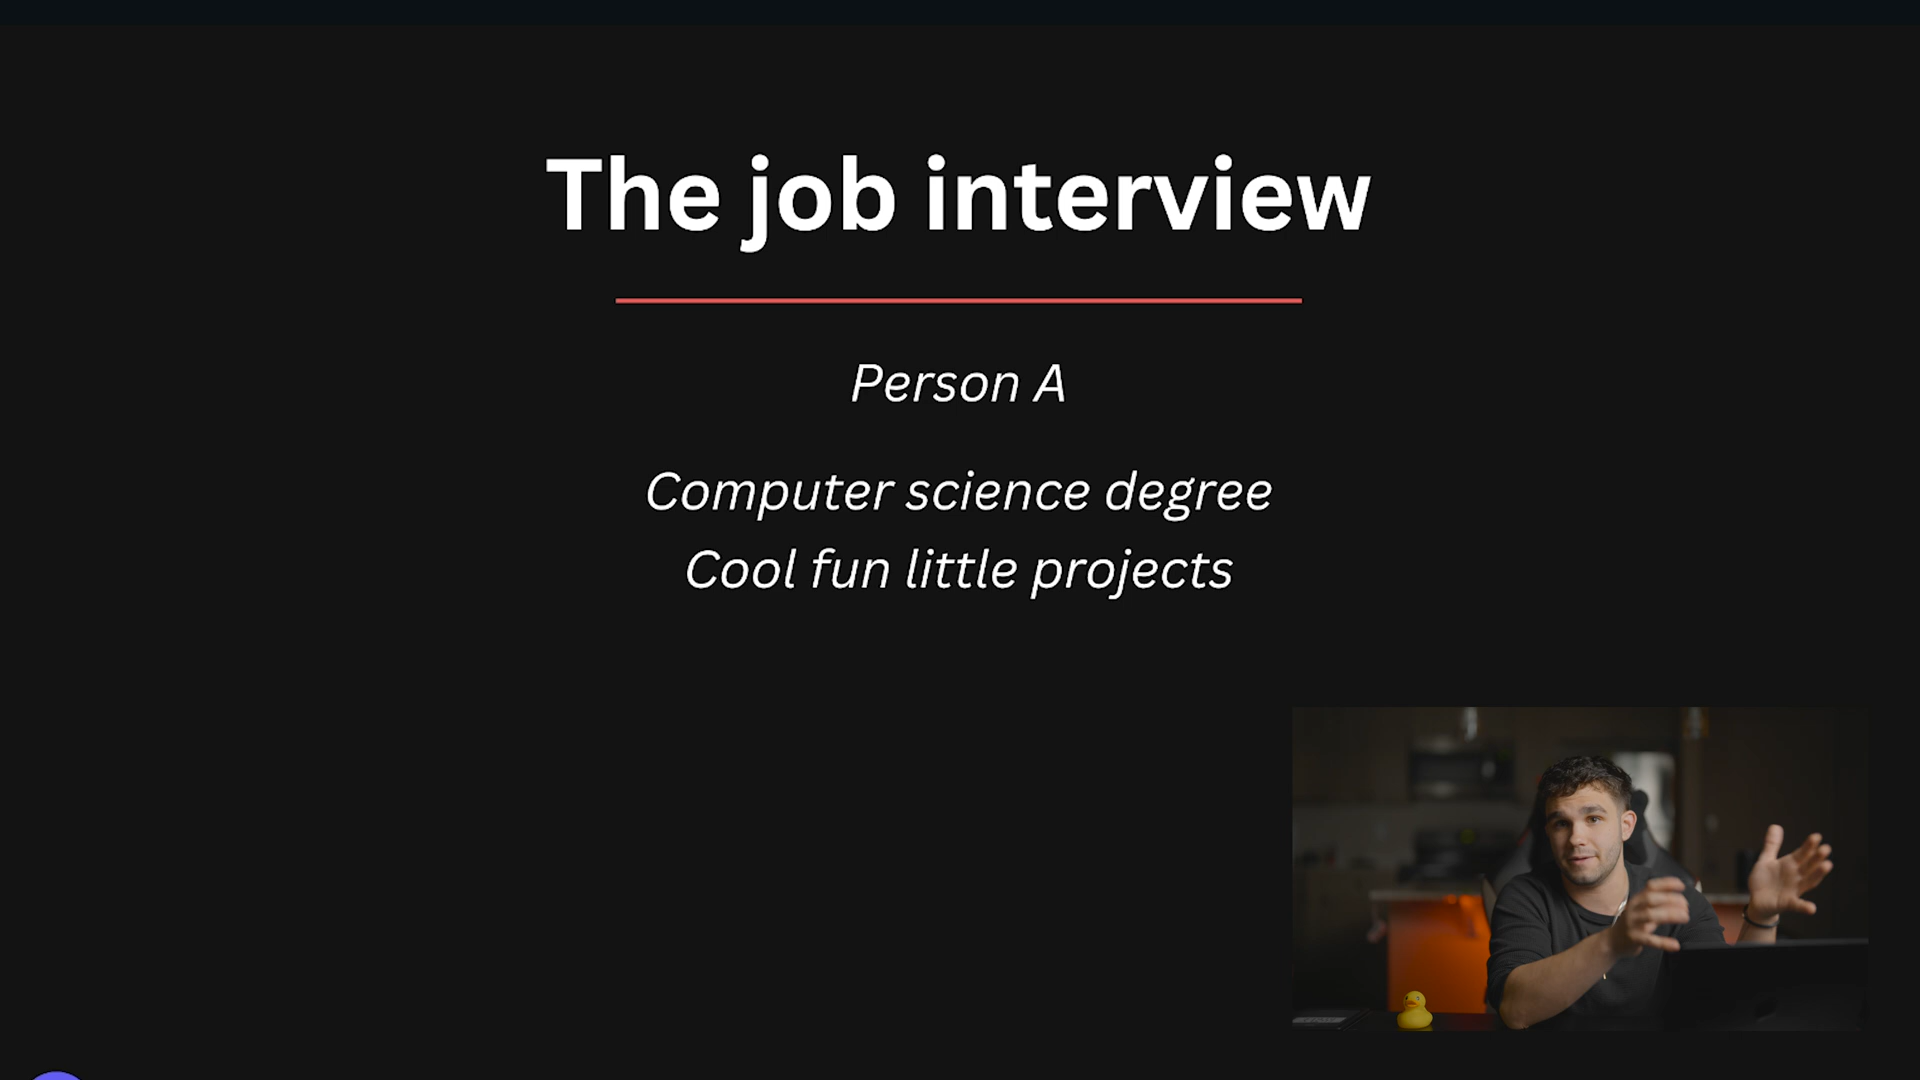 The job interview
Person A
Computer science degree
Cool fun little projects